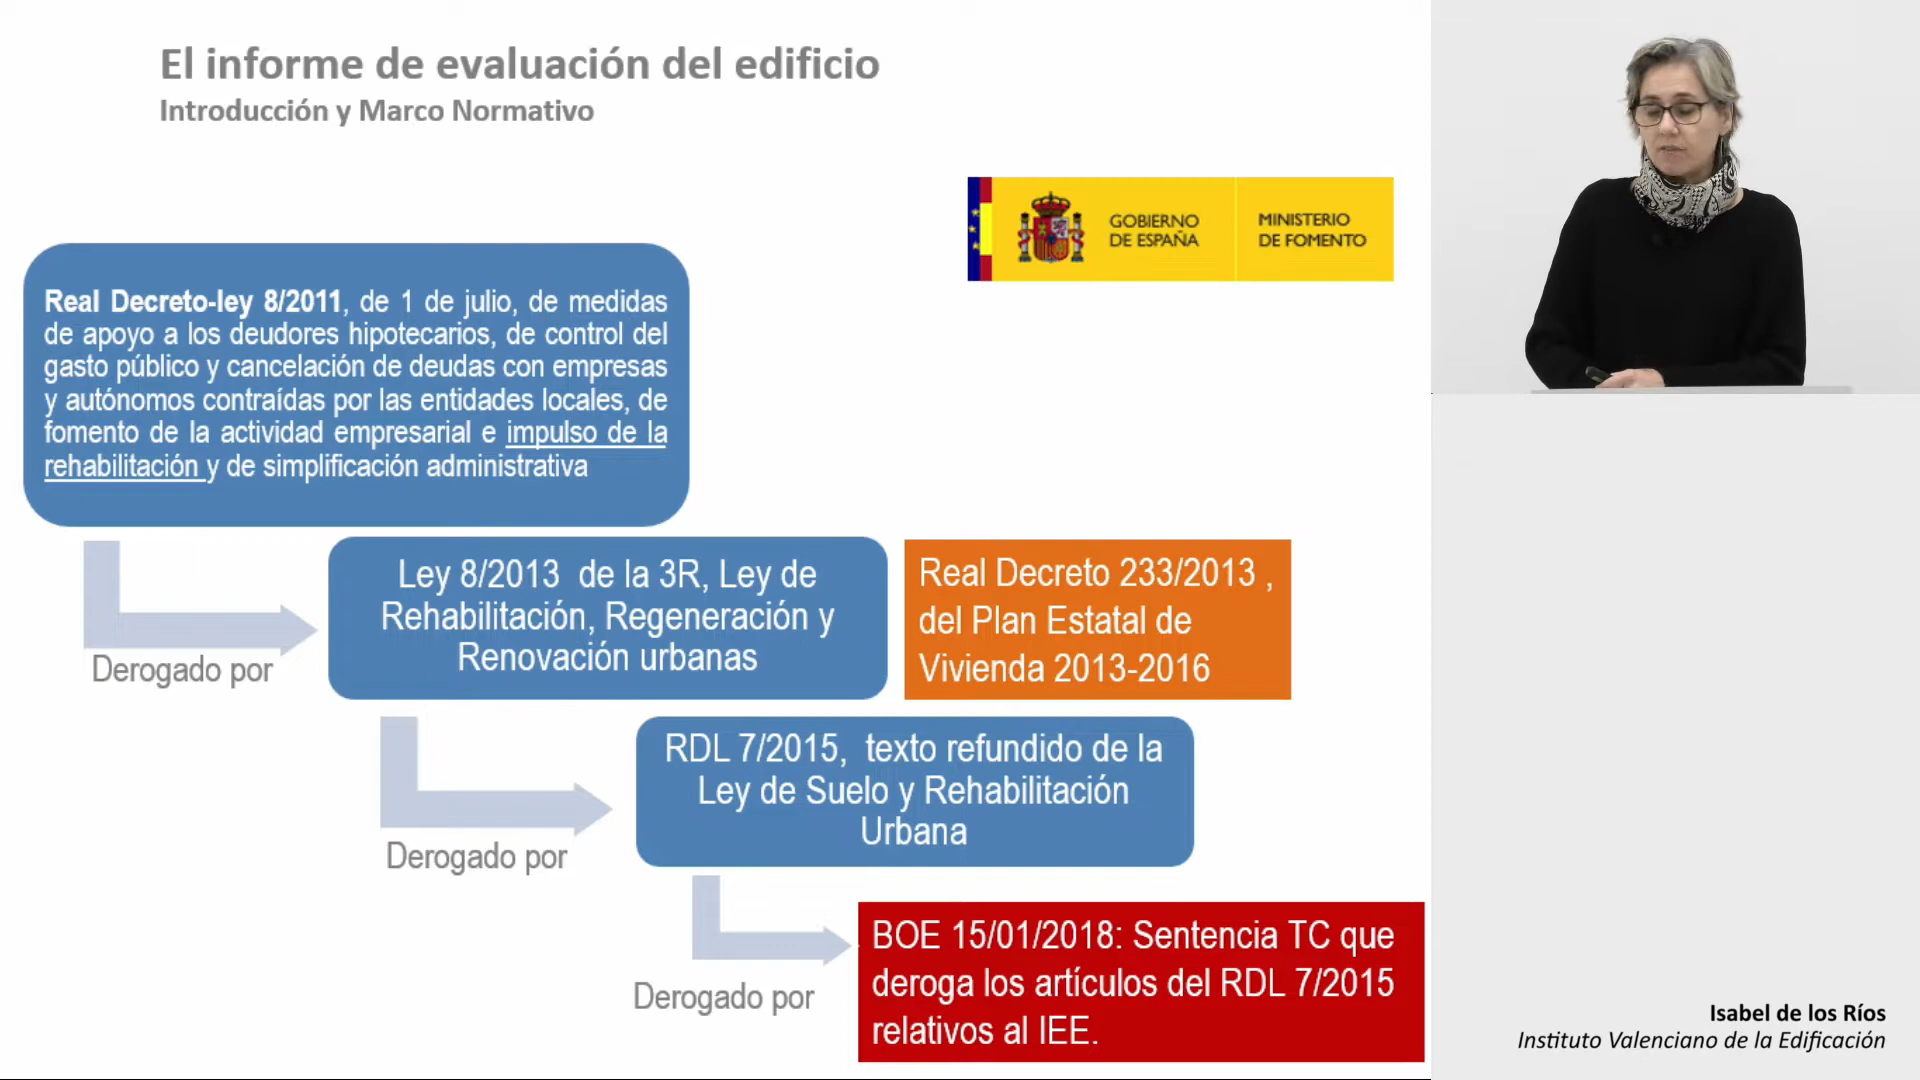 El informe de evaluación del edificio
Introducción y Marco Normativo
GOBIERNO
DE ESPAÑA
MINISTERIO
DE FOMENTO
Real Decreto-ley 8/2011, de 1 de julio, de medidas
de apoyo a los deudores hipotecarios, de control del
gasto público y cancelación de deudas con empresas
y autónomos contraídas por las entidades locales, de
fomento de la actividad empresarial e impulso de la
rehabilitación y de simplificación administrativa
Derogado por
Ley 8/2013 de la 3R, Ley de
Rehabilitación, Regeneración y
Renovación urbanas
Real Decreto 233/2013 ,
del Plan Estatal de
Vivienda 2013-2016
Derogado por
RDL 7/2015, texto refundido de la
Ley de Suelo y Rehabilitación
Urbana
Derogado por
BOE 15/01/2018: Sentencia TC que
deroga los artículos del RDL 7/2015
relativos al IEE.
Isabel de los Ríos
Instituto Valenciano de la Edificación